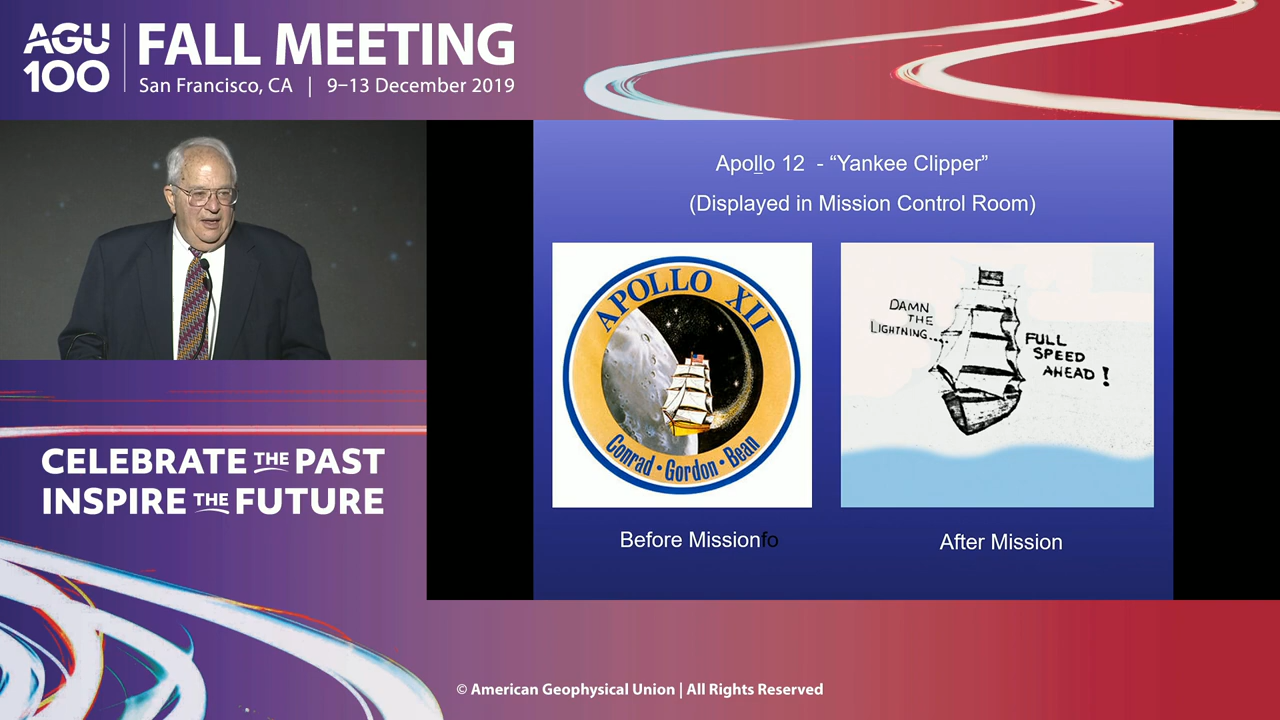 AGU
100
FALL MEETING
San Francisco, CA | 9–13 December 2019
Apollo 12 - “Yankee Clipper”
(Displayed in Mission Control Room)
APOLLO XII
Conrad • Gordon • Bean
DAMN
THE
LIGHTNING....
FULL
SPEED
AHEAD!
Before Missionfo
After Mission
CELEBRATE THE PAST
INSPIRE THE FUTURE
© American Geophysical Union | All Rights Reserved